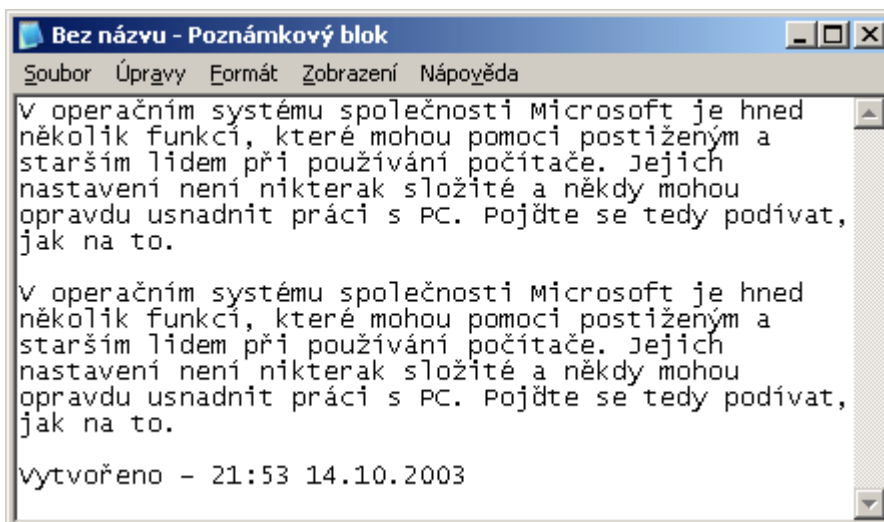 Bez názvu - Poznámkový blok
Soubor Úpravy Formát Zobrazení Nápověda
V operačním systému společnosti Microsoft je hned
několik funkcí, které mohou pomoci postiženým a
starším lidem při používání počítače. Jejich
nastavení není nikterak složité a někdy mohou
opravdu usnadnit práci s PC. Pojďte se tedy podívat,
jak na to.
V operačním systému společnosti Microsoft je hned
několik funkcí, které mohou pomoci postiženým a
starším lidem při používání počítače. Jejich
nastavení není nikterak složité a někdy mohou
opravdu usnadnit práci s PC. Pojďte se tedy podívat,
jak na to.
Vytvořeno – 21:53 14.10.2003